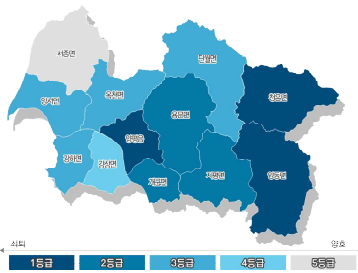 서종면
단월면
청운면
옥천면
양서면
용문면
양평읍
강하면
강상면
지평면
양동면
개군면
쇠퇴
양호
1등급
2등급
3등급
4등급
5등급